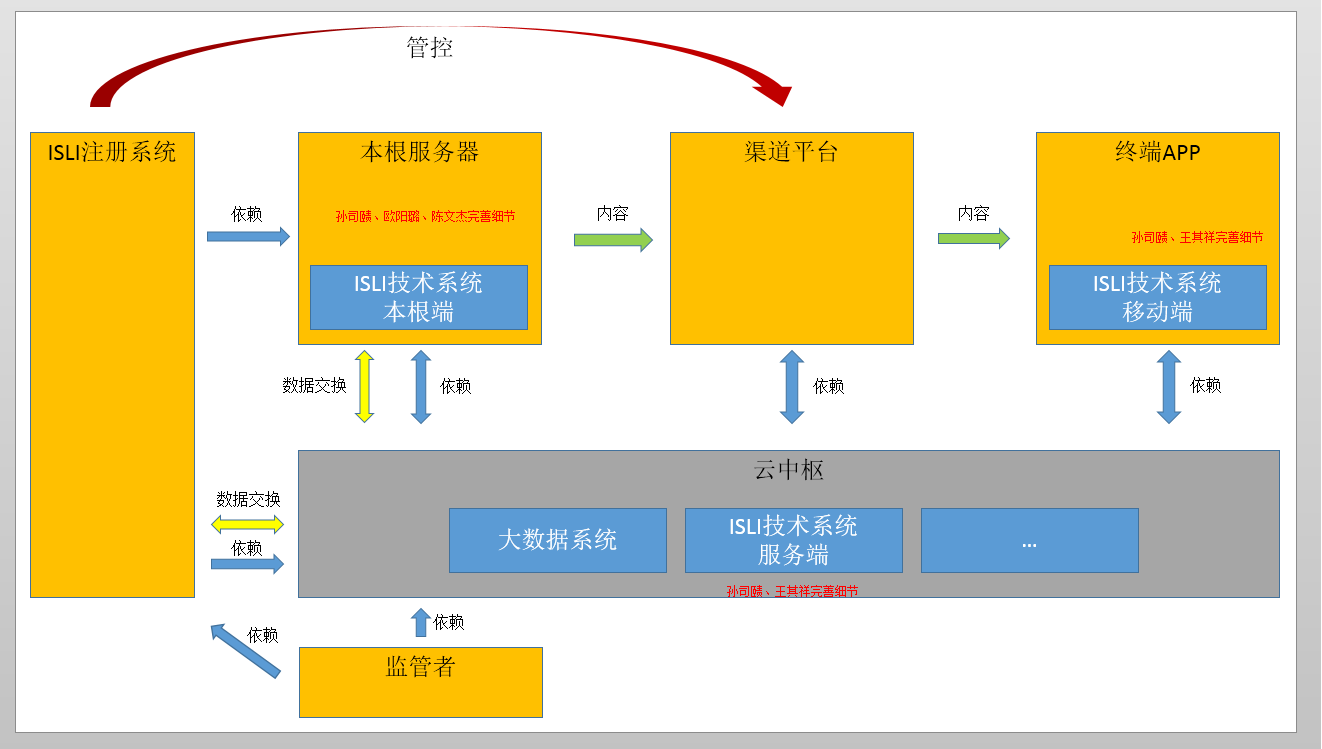 管控
ISLI注册系统
本根服务器
渠道平台
终端APP
依赖
孙司赜、欧阳璐、陈文杰完善细节
内容
内容
孙司赜、王其祥完善细节
ISLI技术系统
本根端
ISLI技术系统
移动端
数据交换
依赖
依赖
依赖
云中枢
数据交换
依赖
大数据系统
ISLI技术系统
服务端
...
孙司赜、王其祥完善细节
依赖
依赖
监管者